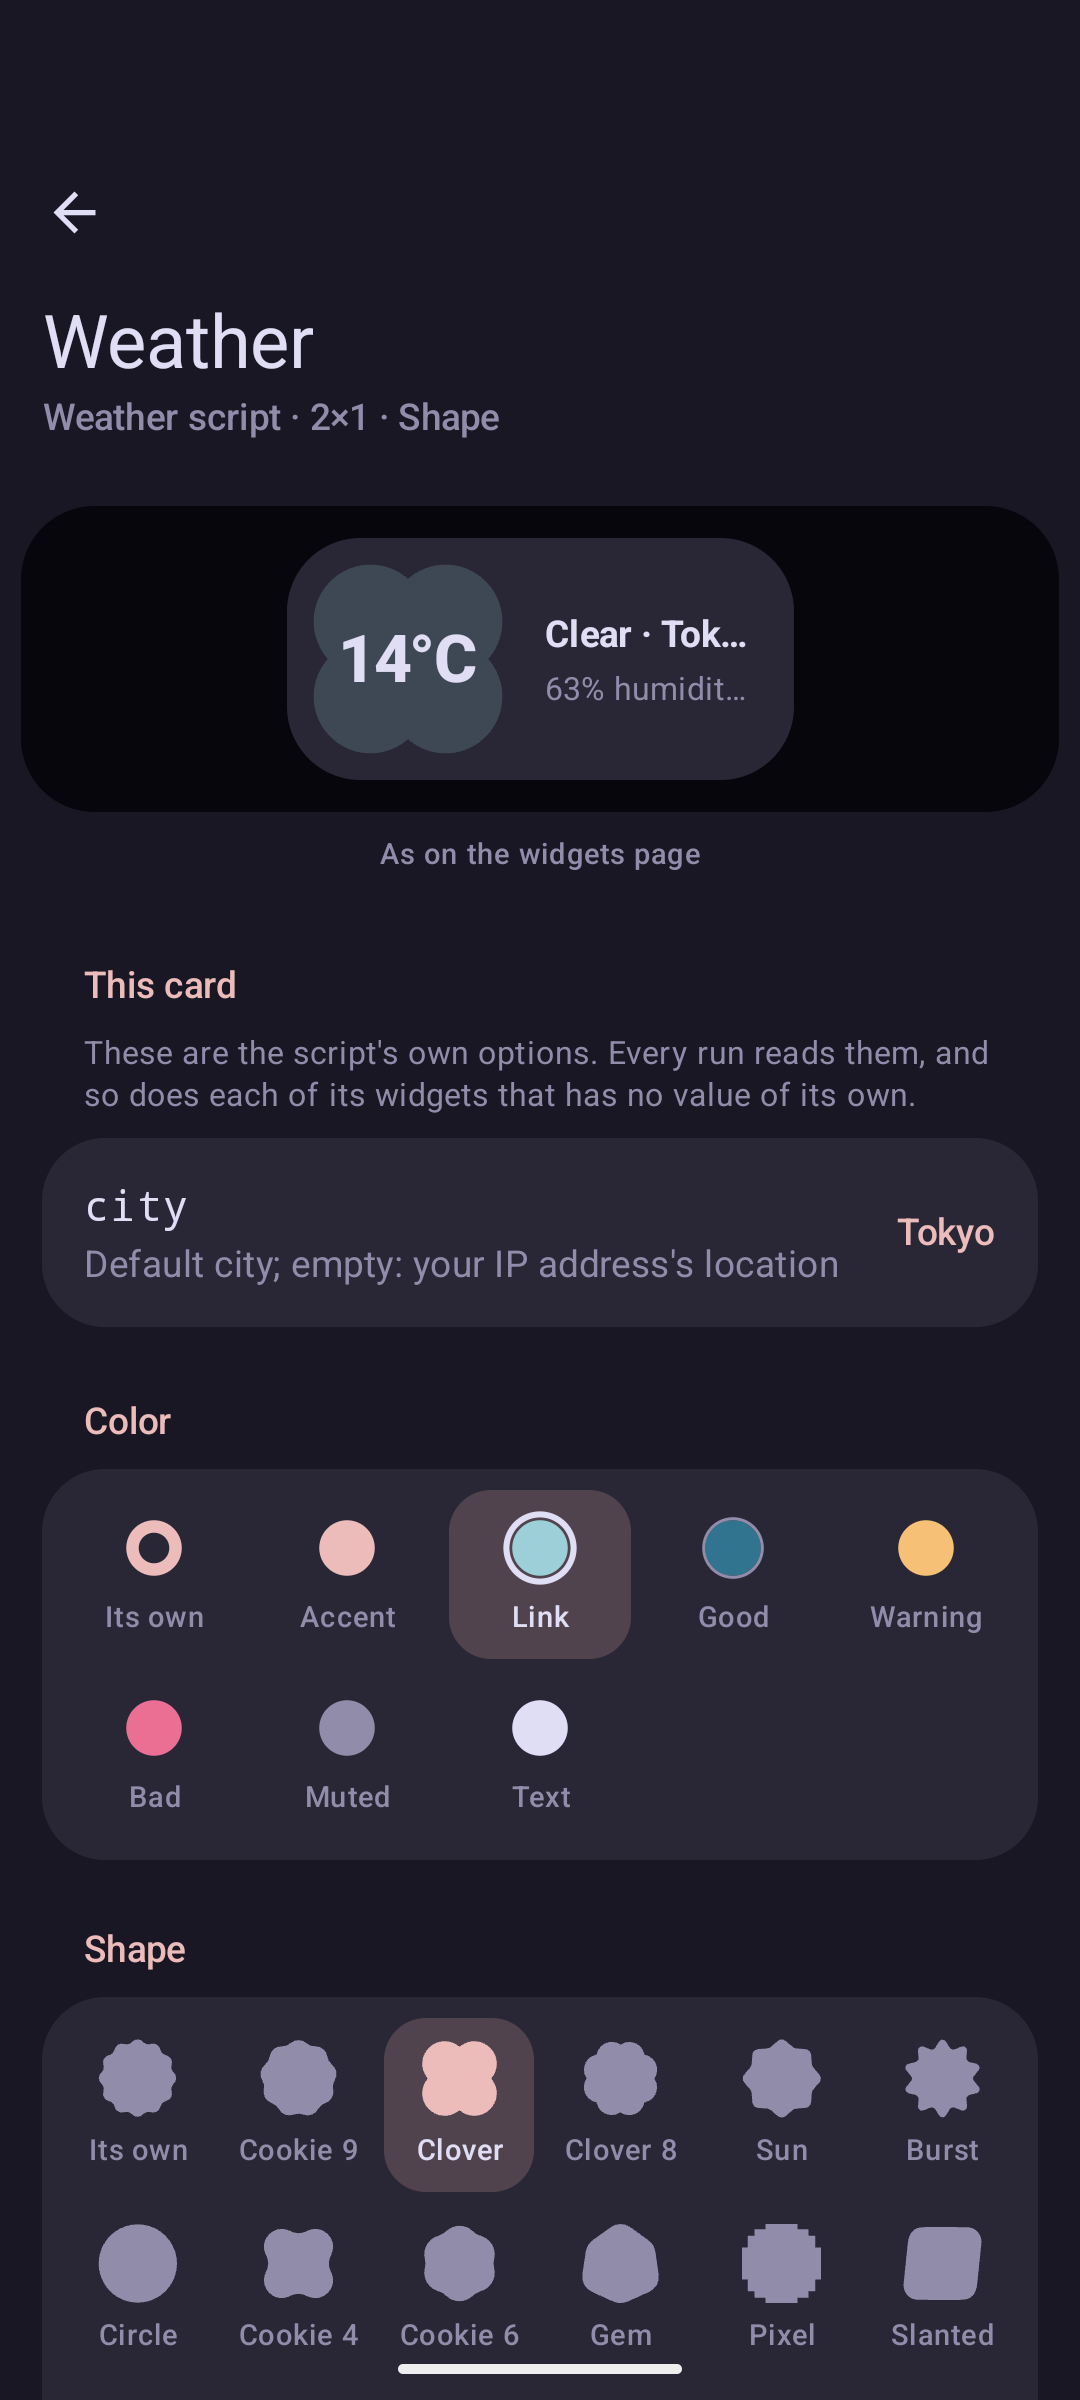 Weather
Weather script · 2×1 · Shape
14°C
Clear · Tok…
63% humidit…
As on the widgets page
This card
These are the script's own options. Every run reads them, and
so does each of its widgets that has no value of its own.
city
Default city; empty: your IP address's location
Tokyo
Color
Its own
Accent
Link
Good
Warning
Bad
Muted
Text
Shape
Its own
Cookie 9
Clover
Clover 8
Sun
Burst
Circle
Cookie 4
Cookie 6
Gem
Pixel
Slanted